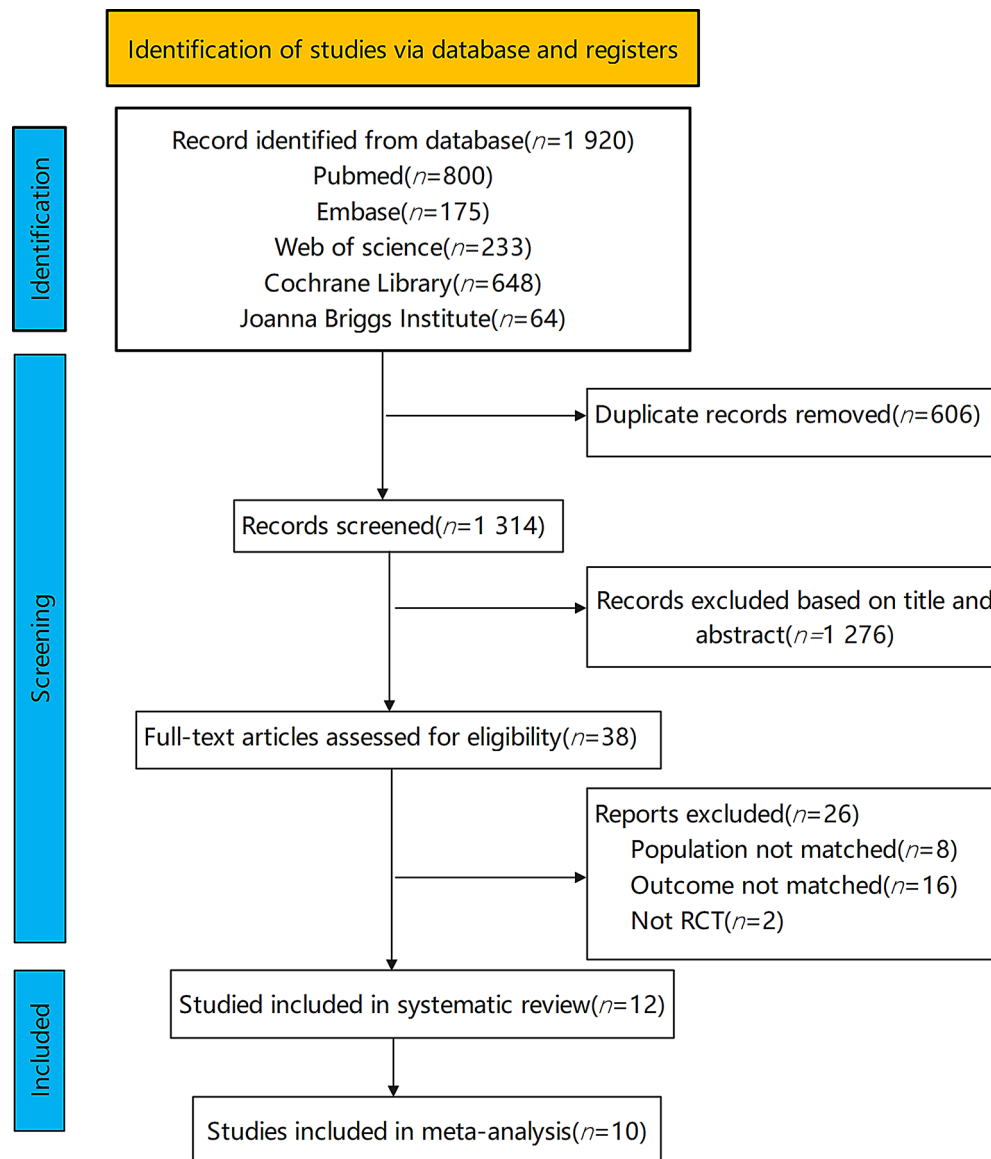 Identification of studies via database and registers
Identification
Record identified from database(n=1 920)
Pubmed(n=800)
Embase(n=175)
Web of science(n=233)
Cochrane Library(n=648)
Joanna Briggs Institute(n=64)
Screening
Duplicate records removed(n=606)
Records screened(n=1 314)
Records excluded based on title and
abstract(n=1 276)
Full-text articles assessed for eligibility(n=38)
Reports excluded(n=26)
Population not matched(n=8)
Outcome not matched(n=16)
Not RCT(n=2)
Included
Studied included in systematic review(n=12)
Studies included in meta-analysis(n=10)